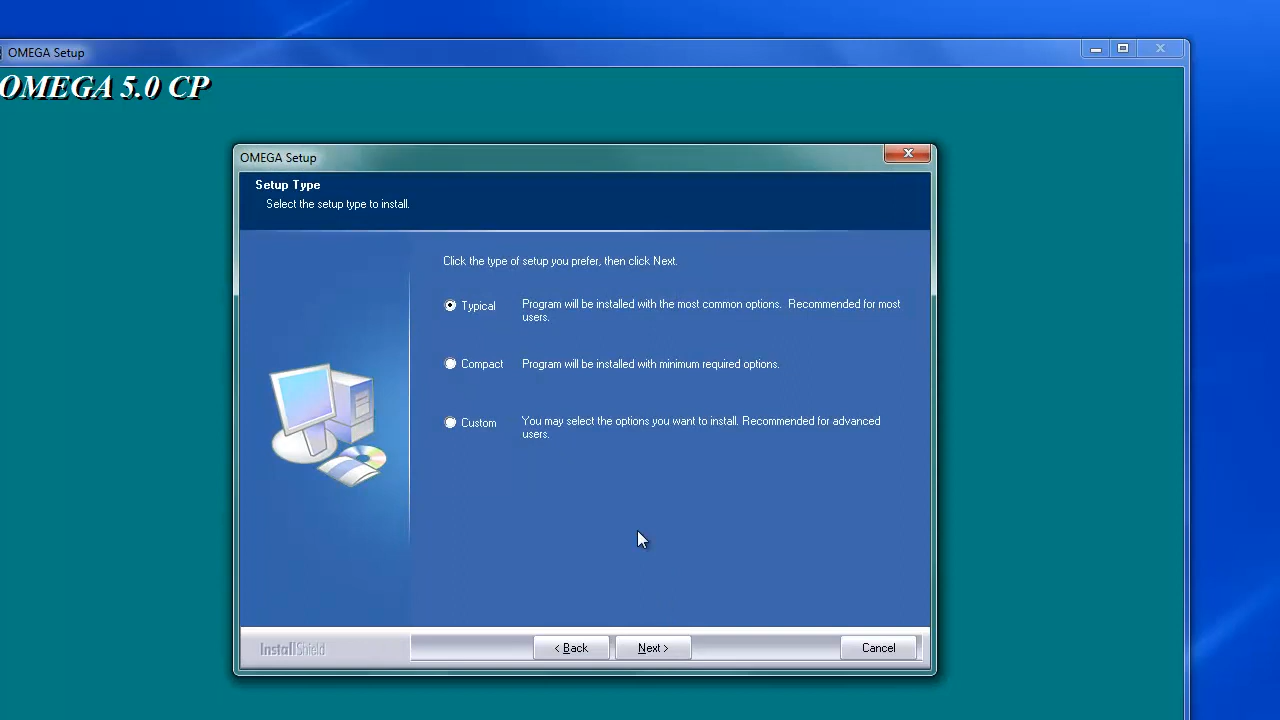 OMEGA Setup
OMEGA 5.0 CP
OMEGA Setup
Setup Type
Select the setup type to install.
Click the type of setup you prefer, then click Next.
Typical
Program will be installed with the most common options. Recommended for most
users.
Compact
Program will be installed with minimum required options.
Custom
You may select the options you want to install. Recommended for advanced
users.
InstallShield
< Back
Next >
Cancel